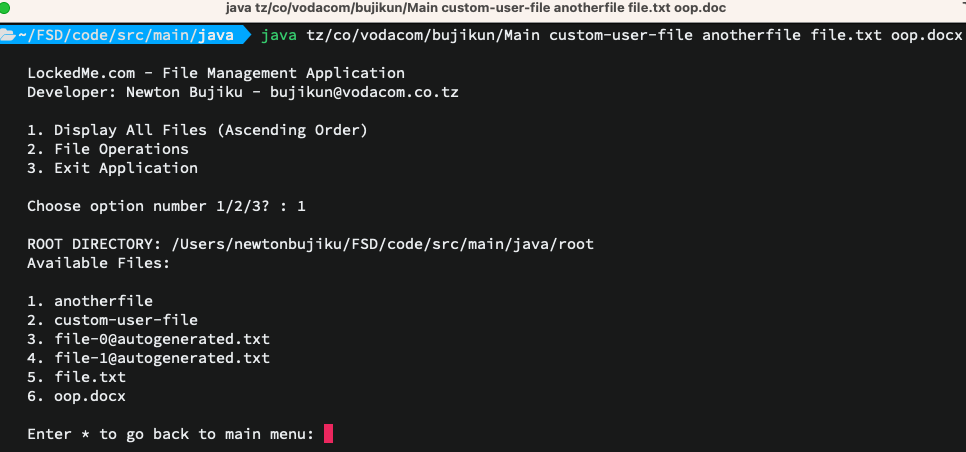 java tz/co/vodacom/bujikun/Main custom-user-file anotherfile file.txt oop.doc
~/FSD/code/src/main/java java tz/co/vodacom/bujikun/Main custom-user-file anotherfile file.txt oop.docx
LockedMe.com - File Management Application
Developer: Newton Bujiku - bujikun@vodacom.co.tz
1. Display All Files (Ascending Order)
2. File Operations
3. Exit Application
Choose option number 1/2/3? : 1
ROOT DIRECTORY: /Users/newtonbujiku/FSD/code/src/main/java/root
Available Files:
1. anotherfile
2. custom-user-file
3. file-0@autogenerated.txt
4. file-1@autogenerated.txt
5. file.txt
6. oop.docx
Enter * to go back to main menu: